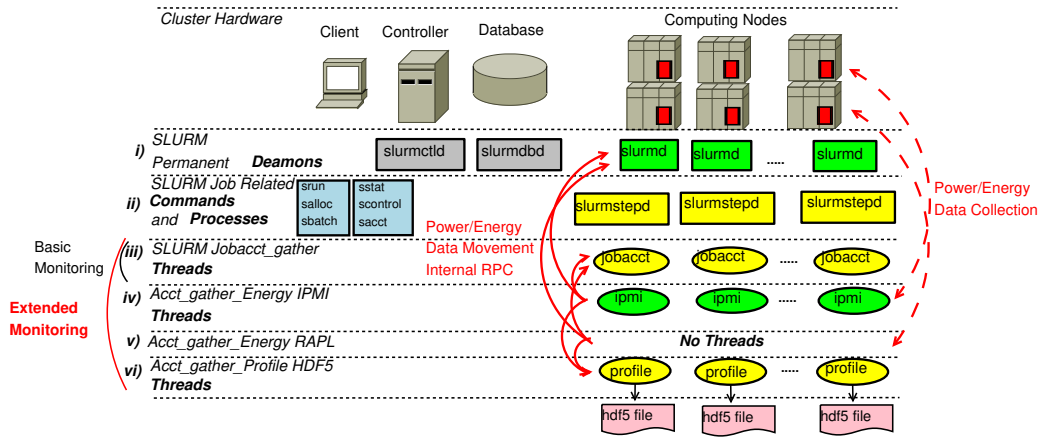 Cluster Hardware
Computing Nodes
Client
Controller
Database
i) SLURM
Permanent Deamons
slurmctld
slurmdbd
slurmd
slurmd
.....
slurmd
ii) SLURM Job Related
Commands
and Processes
srun
salloc
sbatch
sstat
scontrol
sacct
slurmstepd
slurmstepd
slurmstepd
Power/Energy
Data Collection
Power/Energy
Data Movement
Internal RPC
Basic
Monitoring
iii) SLURM Jobacct_gather
Threads
jobacct
jobacct
.....
jobacct
Extended
Monitoring
iv) Acct_gather_Energy IPMI
Threads
ipmi
ipmi
.....
ipmi
v) Acct_gather_Energy RAPL
No Threads
vi) Acct_gather_Profile HDF5
Threads
profile
profile
.....
profile
hdf5 file
hdf5 file
hdf5 file